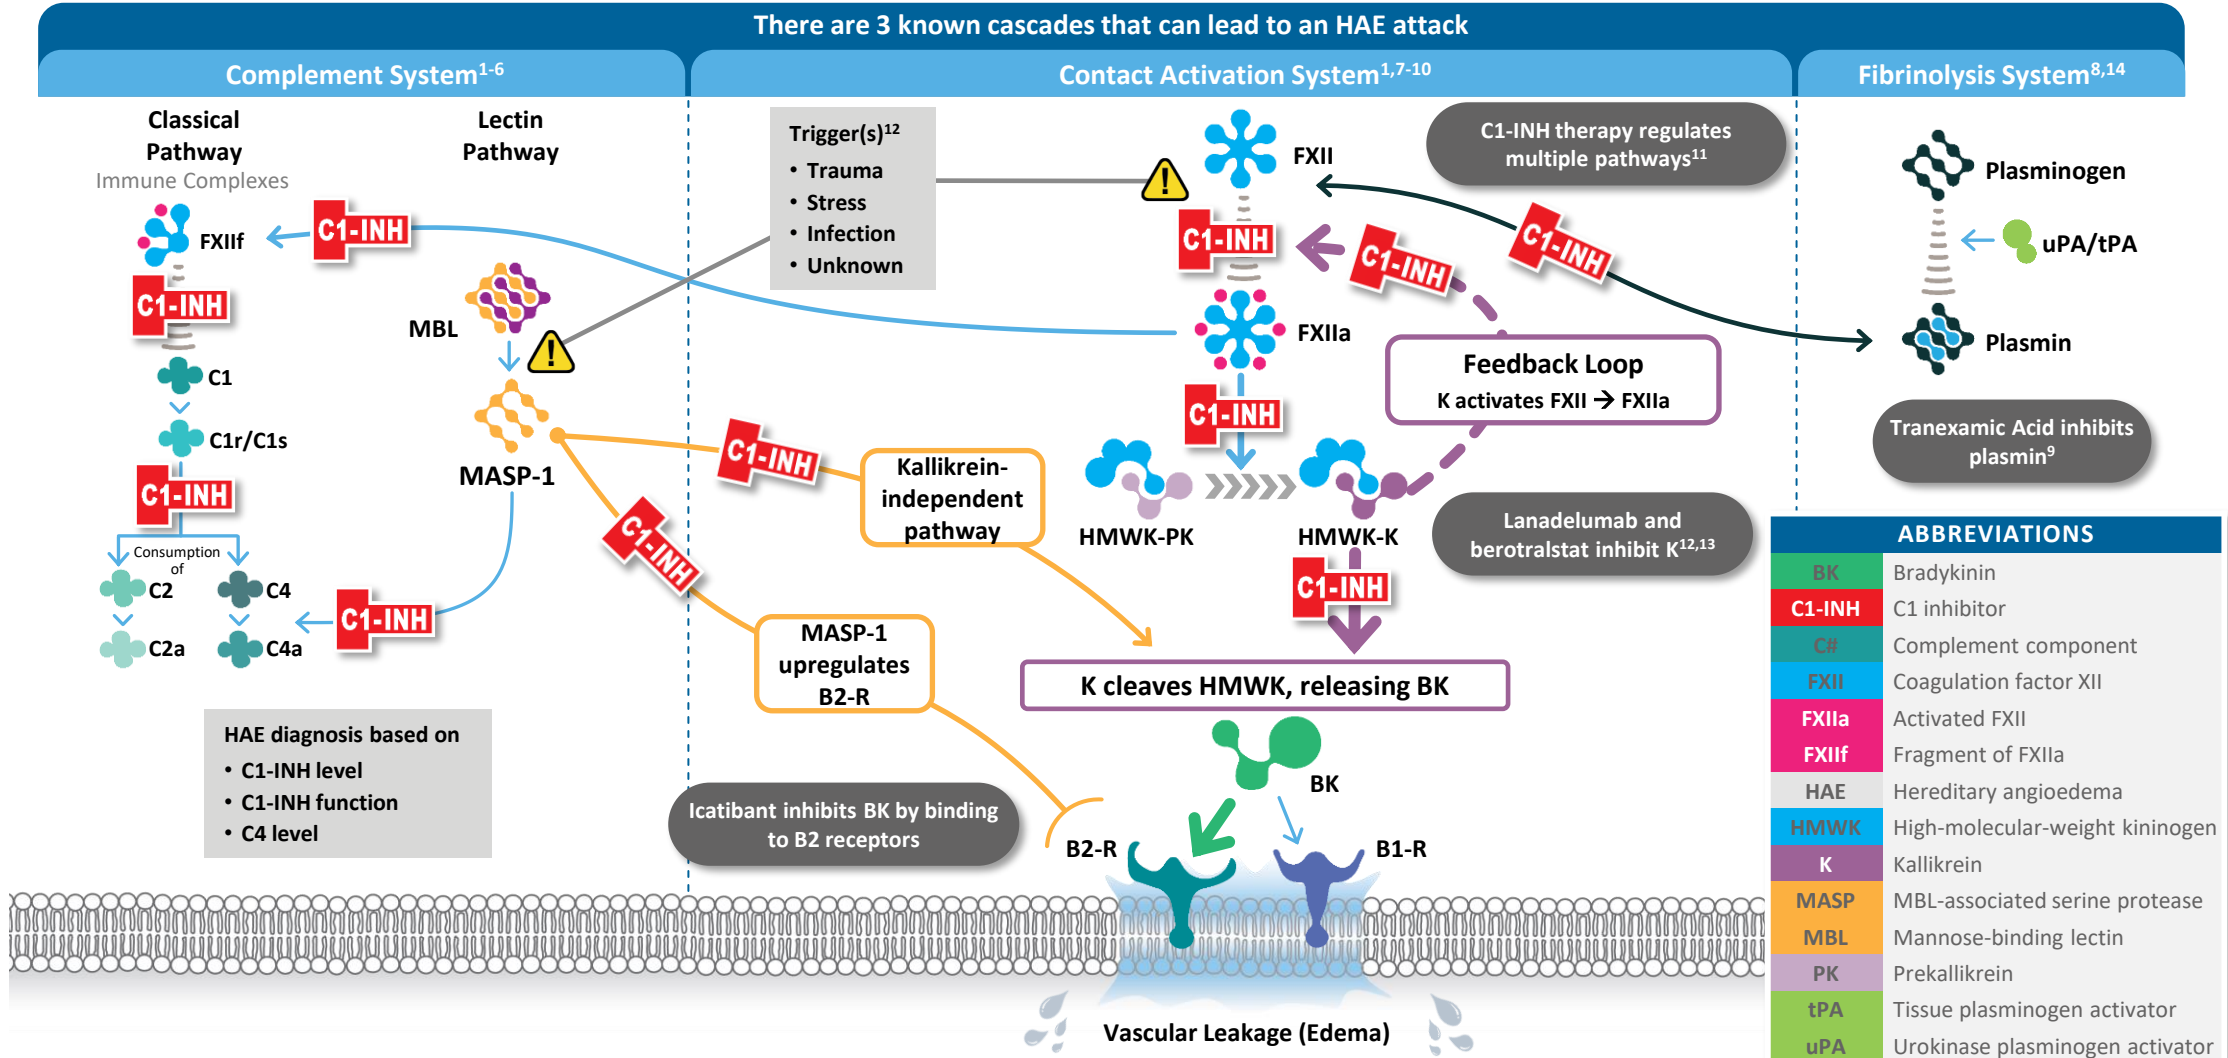 There are 3 known cascades that can lead to an HAE attack
Complement System1-6
Contact Activation System1,7-10
Fibrinolysis System8,14
Classical
Pathway
Immune Complexes
Lectin
Pathway
FXIIf
C1-INH
C1-INH
C1
C1r/C1s
C1-INH
Consumption
of
C2
C4
C2a
C4a
C1-INH
MBL
MASP-1
HAE diagnosis based on
• C1-INH level
• C1-INH function
• C4 level
Trigger(s)12
• Trauma
• Stress
• Infection
• Unknown
!
!
FXII
C1-INH
C1-INH
FXIIa
C1-INH
HMWK-PK
HMWK-K
C1-INH
C1-INH
Kallikrein-
independent
pathway
C1-INH
MASP-1
upregulates
B2-R
Feedback Loop
K activates FXII → FXIIa
C1-INH therapy regulates
multiple pathways11
C1-INH
Lanadelumab and
berotralstat inhibit K12,13
K cleaves HMWK, releasing BK
BK
Icatibant inhibits BK by binding
to B2 receptors
B2-R
B1-R
Vascular Leakage (Edema)
Plasminogen
uPA/tPA
Plasmin
Tranexamic Acid inhibits
plasmin9
ABBREVIATIONS
BK Bradykinin
C1-INH C1 inhibitor
C# Complement component
FXII Coagulation factor XII
FXIIa Activated FXII
FXIIf Fragment of FXIIa
HAE Hereditary angioedema
HMWK High-molecular-weight kininogen
K Kallikrein
MASP MBL-associated serine protease
MBL Mannose-binding lectin
PK Prekallikrein
tPA Tissue plasminogen activator
uPA Urokinase plasminogen activator